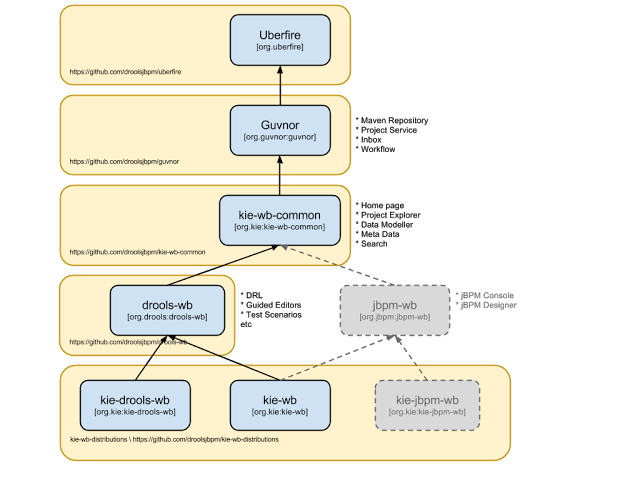 Uberfire
[org.uberfire]
https://github.com/droolsjbpm/uberfire
Guvnor
[org.guvnor:guvnor]
* Maven Repository
* Project Service
* Inbox
* Workflow
https://github.com/droolsjbpm/guvnor
kie-wb-common
[org.kie:kie-wb-common]
* Home page
* Project Explorer
* Data Modeller
* Meta Data
* Search
https://github.com/droolsjbpm/kie-wb-common
drools-wb
[org.drools:drools-wb]
* DRL
* Guided Editors
* Test Scenarios
etc
jbpm-wb
[org.jbpm:jbpm-wb]
* jBPM Console
* jBPM Designer
https://github.com/droolsjbpm/drools-wb
kie-drools-wb
[org.kie:kie-drools-wb]
kie-wb
[org.kie:kie-wb]
kie-jbpm-wb
[org.kie:kie-jbpm-wb]
kie-wb-distributions \ https://github.com/droolsjbpm/kie-wb-distributions